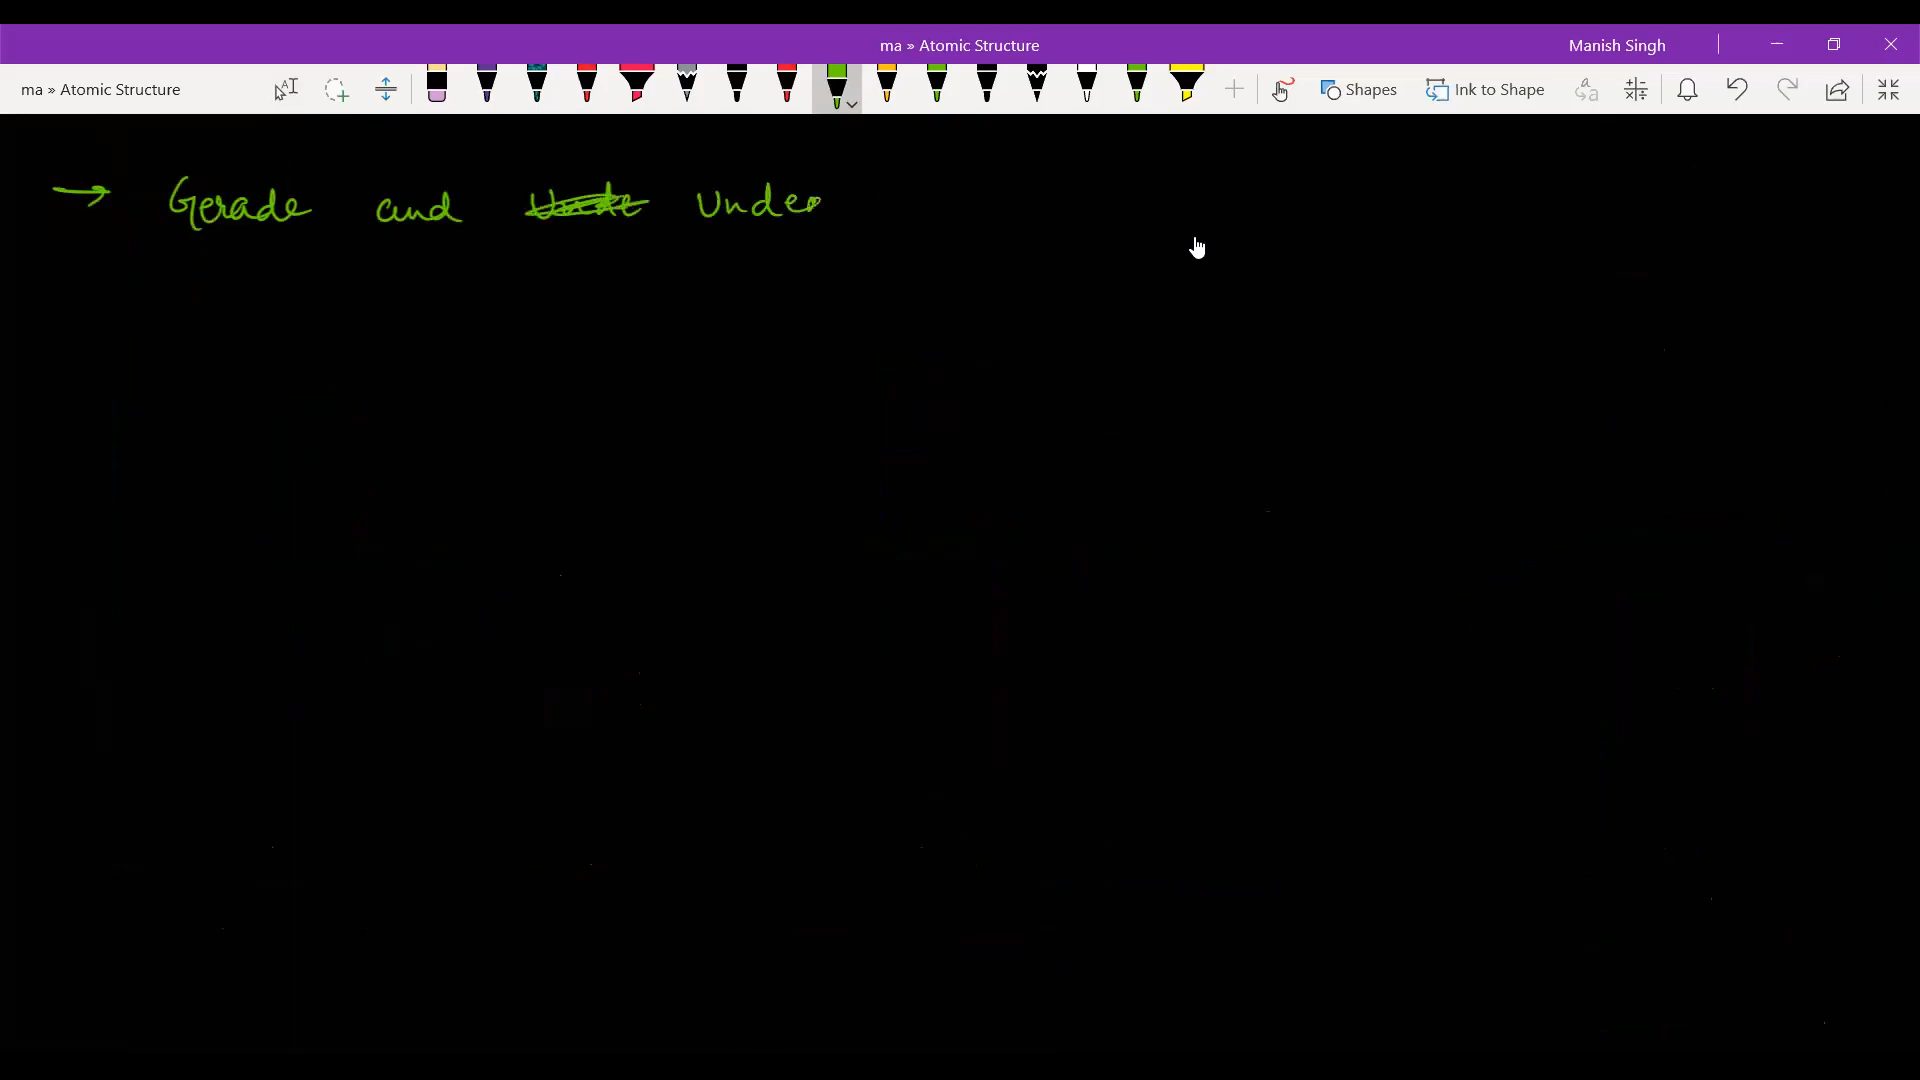 ma » Atomic Structure
Manish Singh
ma » Atomic Structure
Shapes
Ink to Shape
→ Gerade and Under